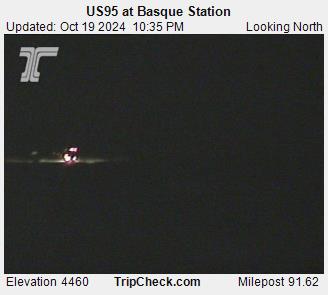 US95 at Basque Station
Updated: Oct 19 2024 10:35 PM Looking North
Elevation 4460 TripCheck.com Milepost 91.62